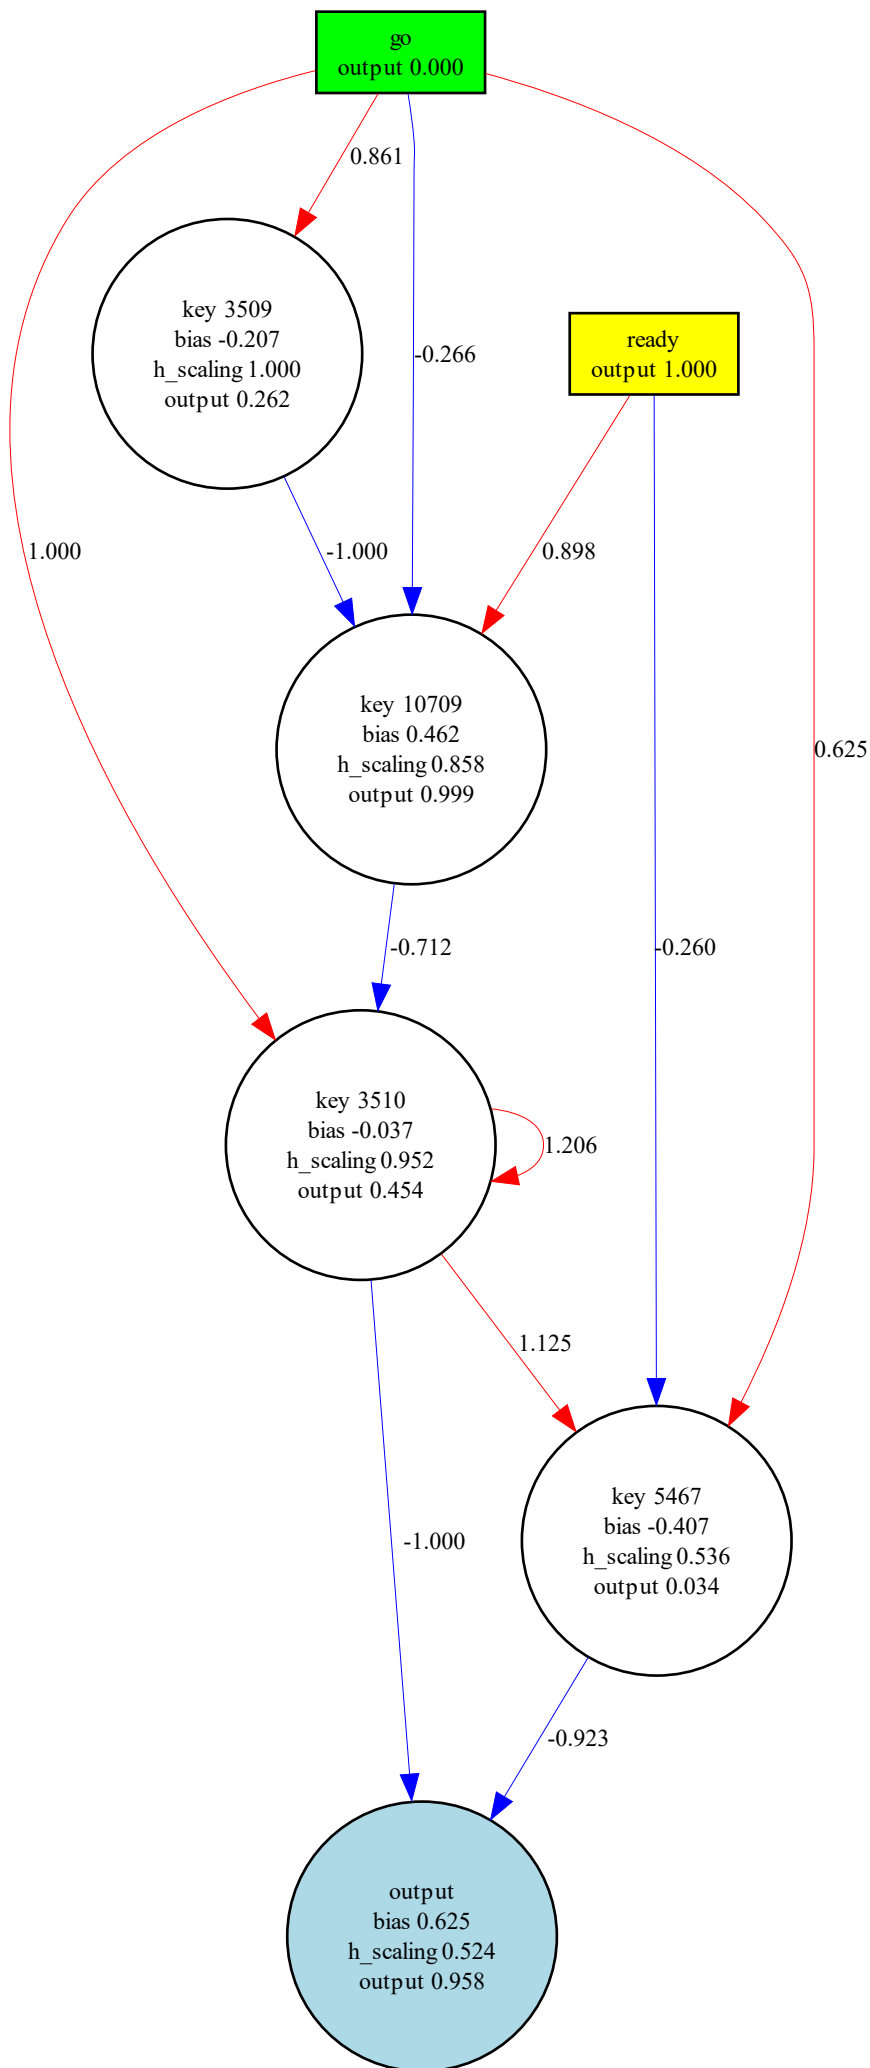 go
output 0.000
0.861
key 3509
bias -0.207
h_scaling 1.000
output 0.262
-0.266
ready
output 1.000
1.000
-1.000
0.898
key 10709
bias 0.462
h_scaling 0.858
output 0.999
0.625
-0.712
-0.260
key 3510
bias -0.037
h_scaling 0.952
output 0.454
1.206
1.125
key 5467
bias -0.407
h_scaling 0.536
output 0.034
-1.000
-0.923
output
bias 0.625
h_scaling 0.524
output 0.958